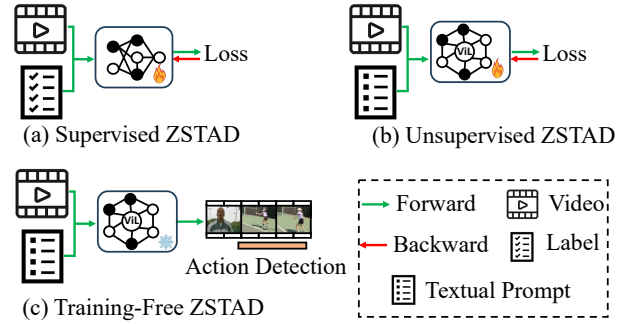 Loss
(a) Supervised ZSTAD
ViL
Loss
(b) Unsupervised ZSTAD
ViL
Action Detection
(c) Training-Free ZSTAD
Forward
Video
Backward
Label
Textual Prompt